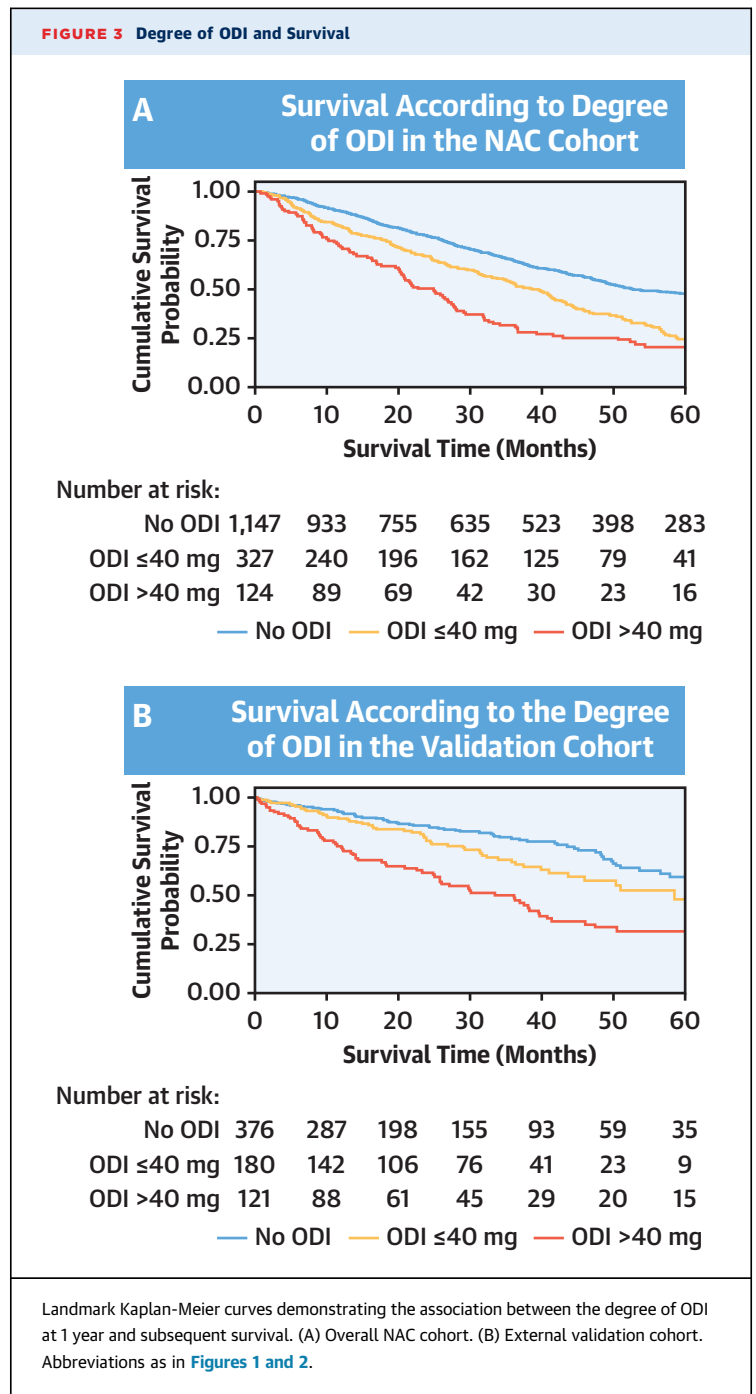 FIGURE 3 Degree of ODI and Survival
A Survival According to Degree
of ODI in the NAC Cohort
Cumulative Survival
Probability
1.00
0.75
0.50
0.25
0.00
0 10 20 30 40 50 60
Survival Time (Months)
Number at risk:
No ODI 1,147 933 755 635 523 398 283
ODI ≤40 mg 327 240 196 162 125 79 41
ODI >40 mg 124 89 69 42 30 23 16
No ODI ODI ≤40 mg ODI >40 mg
B Survival According to the Degree
of ODI in the Validation Cohort
Cumulative Survival
Probability
1.00
0.75
0.50
0.25
0.00
0 10 20 30 40 50 60
Survival Time (Months)
Number at risk:
No ODI 376 287 198 155 93 59 35
ODI ≤40 mg 180 142 106 76 41 23 9
ODI >40 mg 121 88 61 45 29 20 15
No ODI ODI ≤40 mg ODI >40 mg
Landmark Kaplan-Meier curves demonstrating the association between the degree of ODI
at 1 year and subsequent survival. (A) Overall NAC cohort. (B) External validation cohort.
Abbreviations as in Figures 1 and 2.